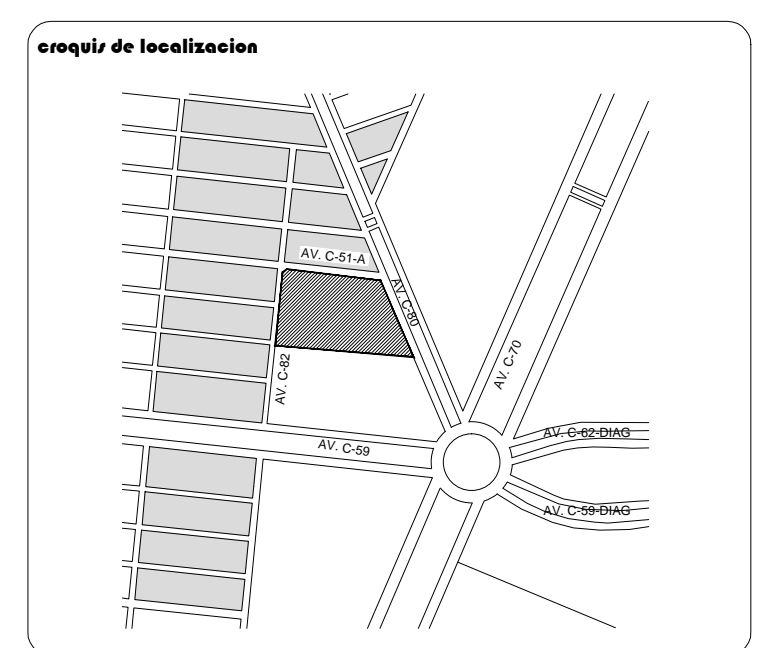 croquis de localizacion
AV. C-51-A
AV. C-80
AV. C-70
AV. C-82
AV. C-59
AV. C-62-DIAG
AV. C-59-DIAG